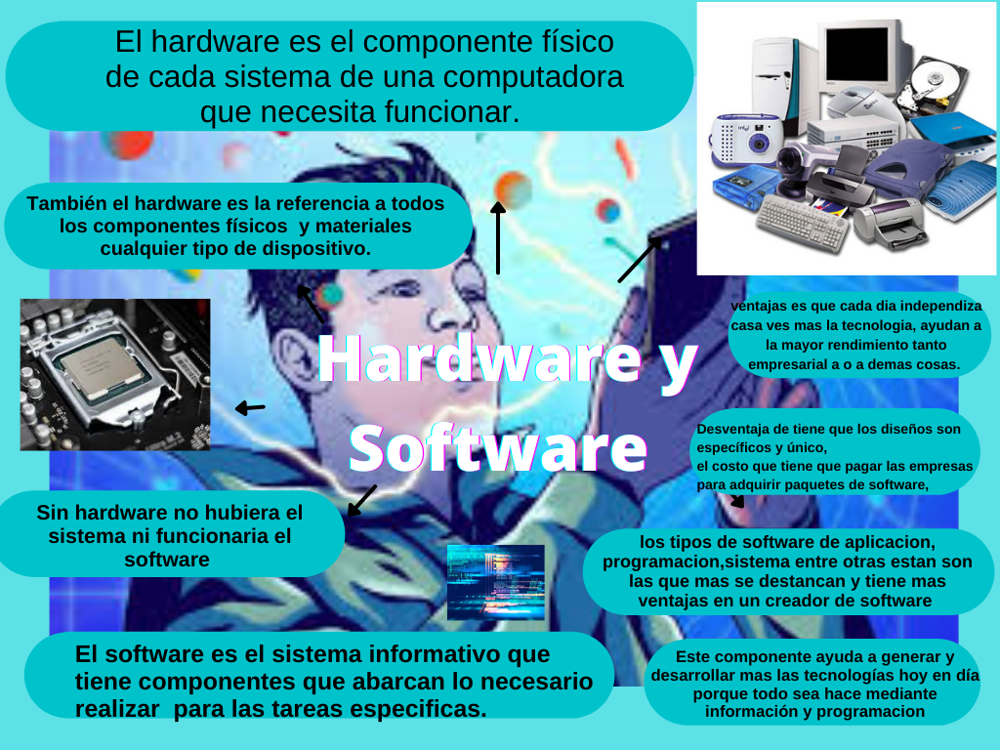 El hardware es el componente físico
de cada sistema de una computadora
que necesita funcionar.
intel
También el hardware es la referencia a todos
los componentes físicos y materiales
cualquier tipo de dispositivo.
ventajas es que cada dia independiza
casa ves mas la tecnologia, ayudan a
la mayor rendimiento tanto
empresarial a o a demas cosas.
Hardware y
Software
Desventaja de tiene que los diseños son
específicos y único,
el costo que tiene que pagar las empresas
para adquirir paquetes de software,
Sin hardware no hubiera el
sistema ni funcionaria el
software
los tipos de software de aplicacion,
programacion,sistema entre otras estan son
las que mas se destancan y tiene mas
ventajas en un creador de software
El software es el sistema informativo que
tiene componentes que abarcan lo necesario
realizar para las tareas especificas.
Este componente ayuda a generar y
desarrollar mas las tecnologías hoy en día
porque todo sea hace mediante
información y programacion